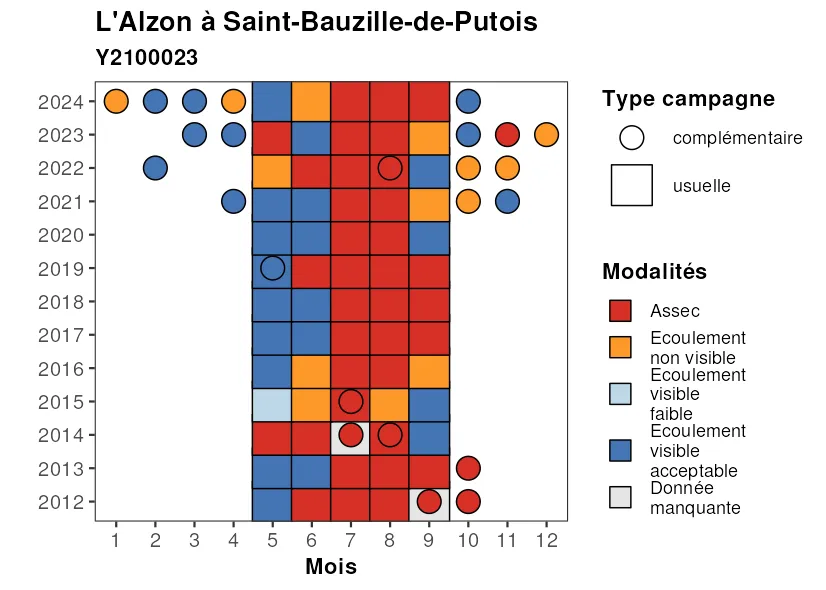 L'Alzon à Saint-Bauzille-de-Putois
Y2100023
2024
2023
2022
2021
2020
2019
2018
2017
2016
2015
2014
2013
2012
1 2 3 4 5 6 7 8 9 10 11 12
Mois
Type campagne
complémentaire
usuelle
Modalités
Assec
Ecoulement
non visible
Ecoulement
visible
faible
Ecoulement
visible
acceptable
Donnée
manquante